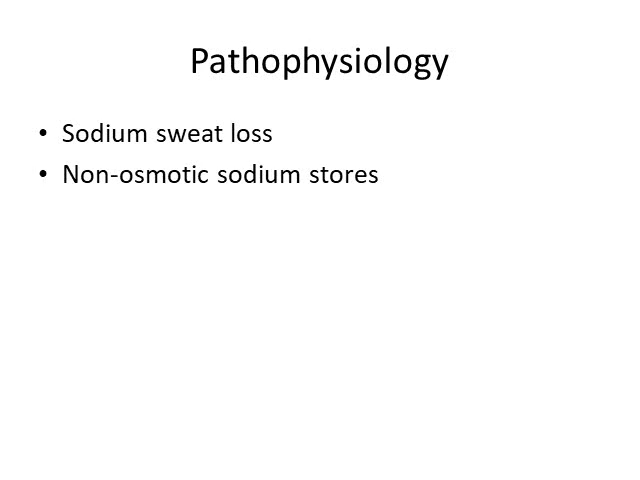 Pathophysiology
• Sodium sweat loss
• Non-osmotic sodium stores